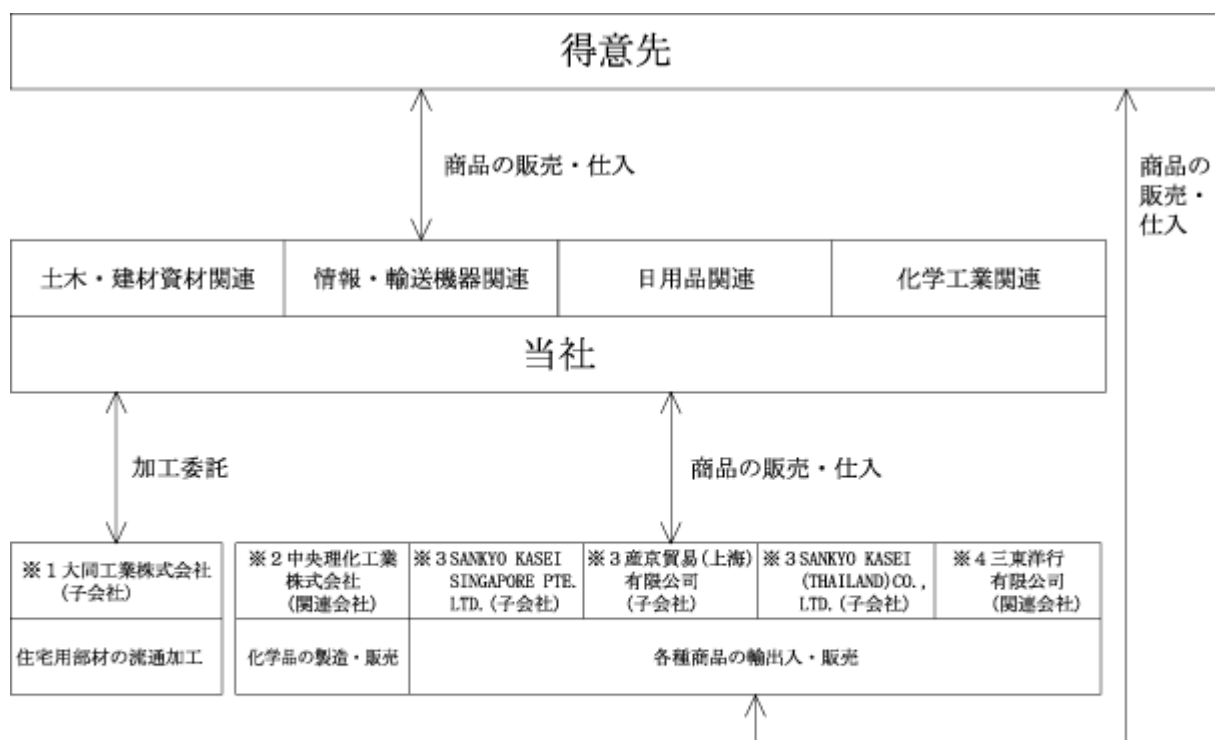 得意先
商品の販売・仕入
商品の
販売・
仕入
土木・建材資材関連
情報・輸送機器関連
日用品関連
化学工業関連
当社
加工委託
商品の販売・仕入
※1大同工業株式会社
(子会社)
※2中央理化工業
株式会社
(関連会社)
※3SANKYO KASEI
SINGAPORE PTE.
LTD.(子会社)
※3産京貿易(上海)
有限公司
(子会社)
※3SANKYO KASEI
(THAILAND)CO.,
LTD.(子会社)
※4三東洋行
有限公司
(関連会社)
住宅用部材の流通加工
化学品の製造・販売
各種商品の輸出入・販売